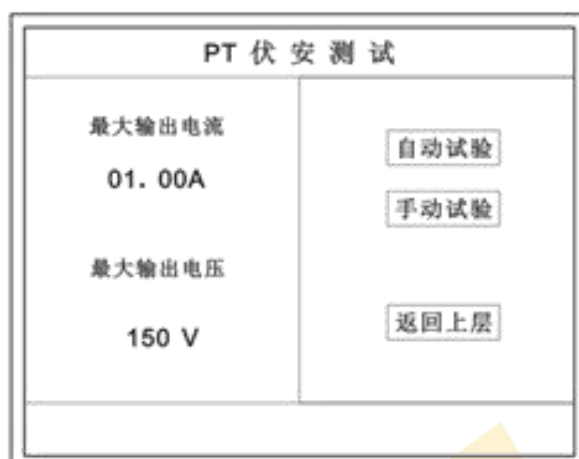 PT 伏安测试
最大输出电流
01. 00A
最大输出电压
150 V
自动试验
手动试验
返回上层